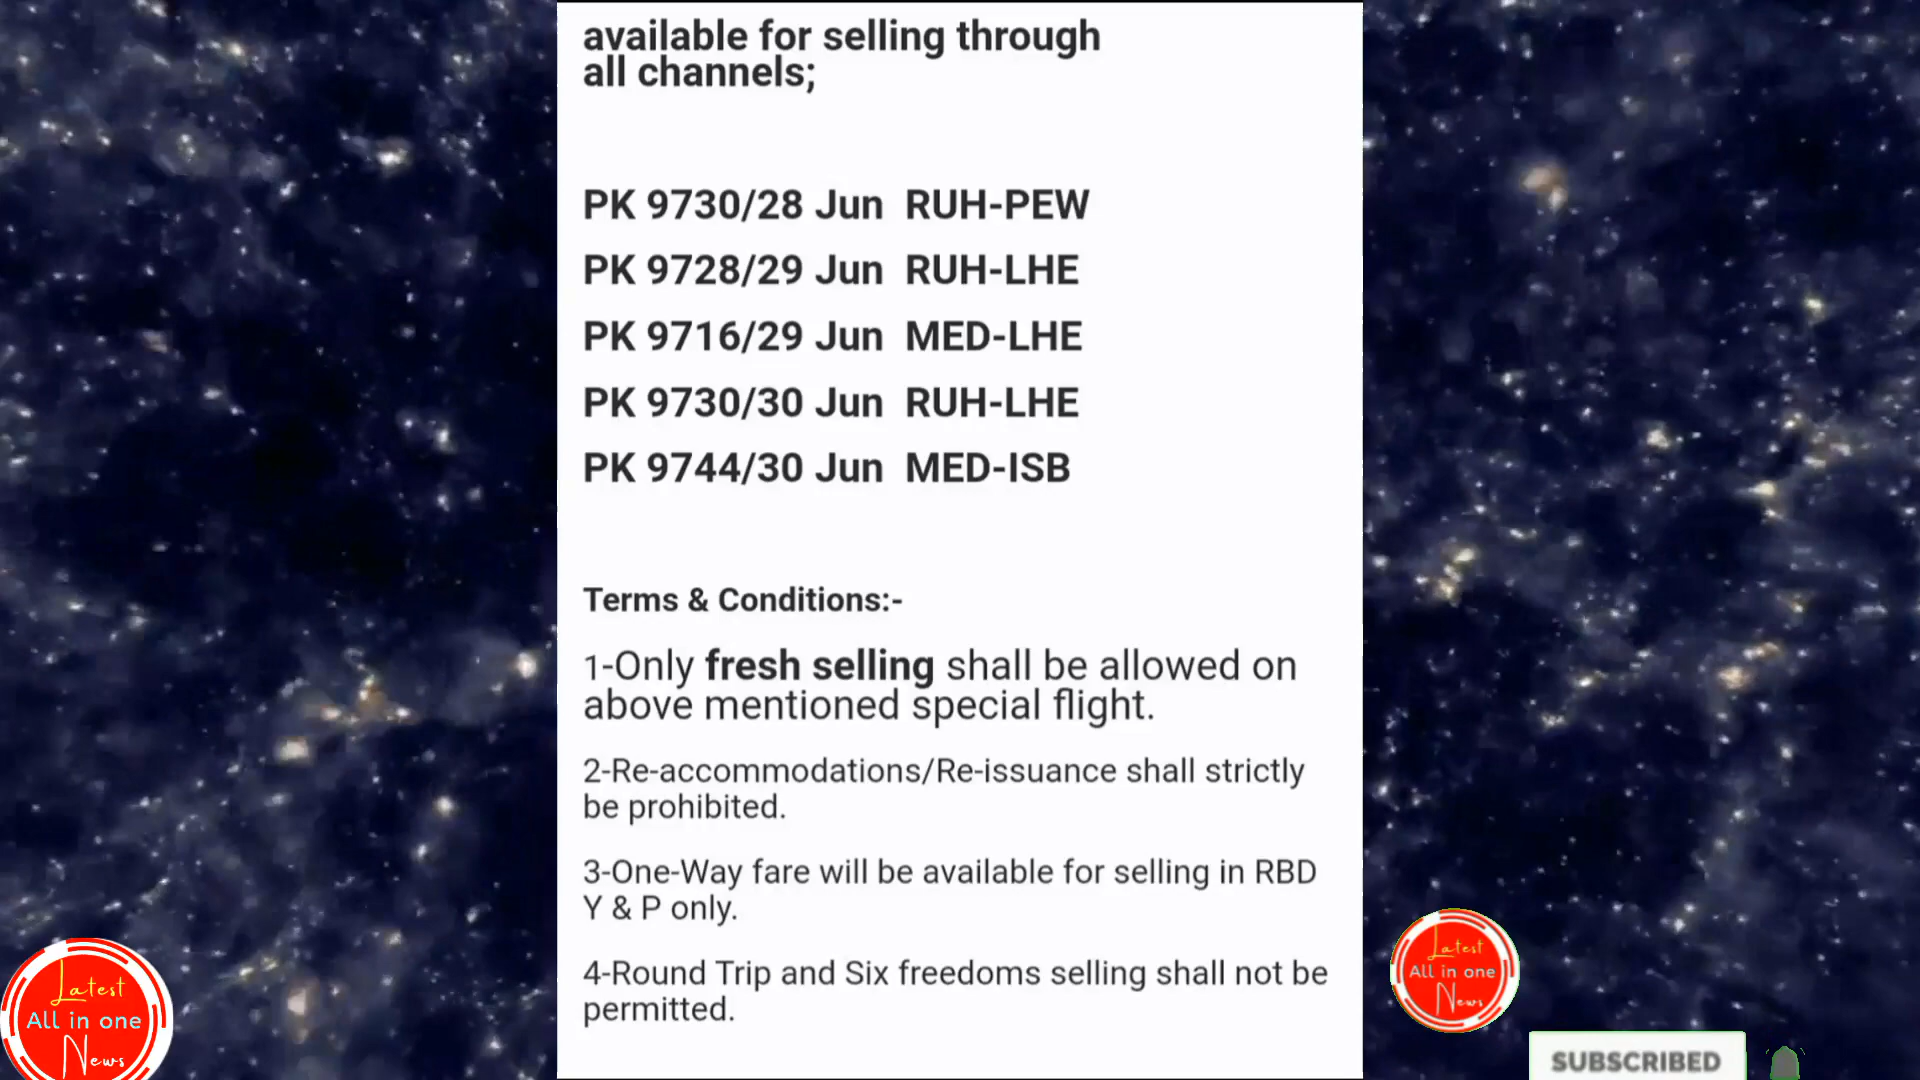 available for selling through
all channels;
PK 9730/28 Jun RUH-PEW
PK 9728/29 Jun RUH-LHE
PK 9716/29 Jun MED-LHE
PK 9730/30 Jun RUH-LHE
PK 9744/30 Jun MED-ISB
Terms & Conditions:-
1-Only fresh selling shall be allowed on
above mentioned special flight.
2-Re-accommodations/Re-issuance shall strictly
be prohibited.
3-One-Way fare will be available for selling in RBD
Y & P only.
4-Round Trip and Six freedoms selling shall not be
permitted.
Latest
All in one
News
Latest
All in one
News
SUBSCRIBED